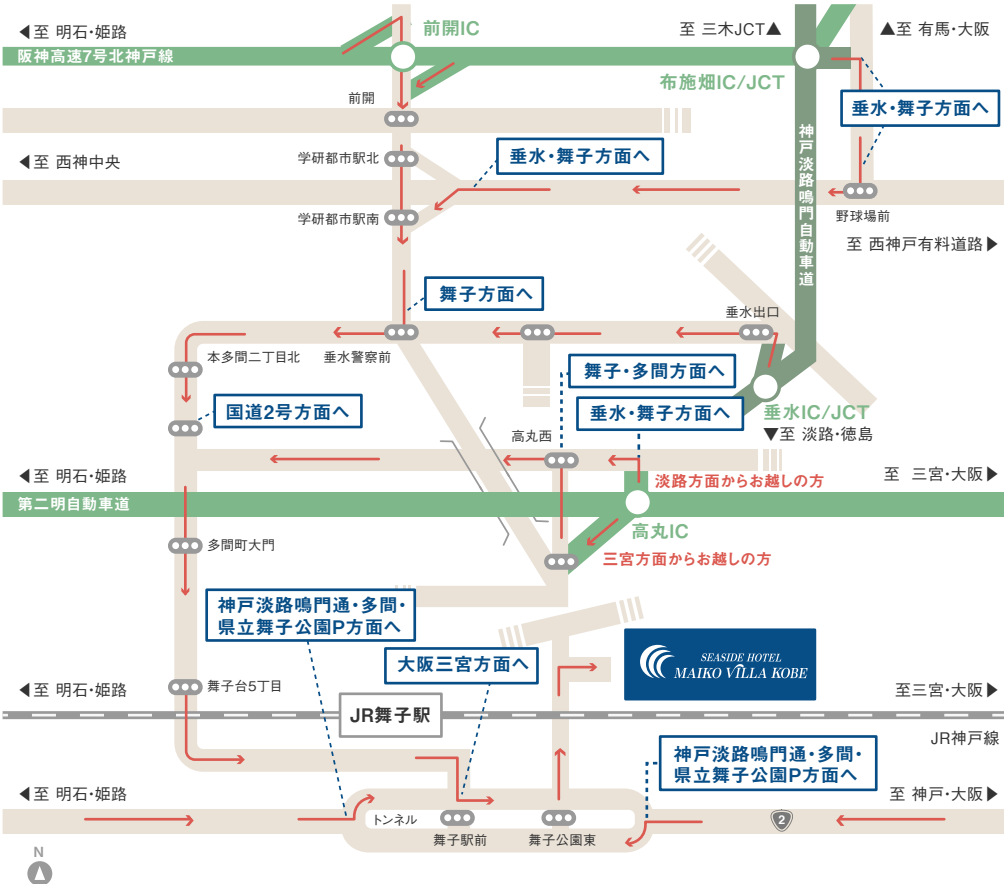 ◀至 明石・姫路
前開IC
至 三木JCT▲
▲至 有馬・大阪
阪神高速7号北神戸線
布施畑IC/JCT
前開
垂水・舞子方面へ
神戸淡路鳴門自動車道
◀至 西神中央
学研都市駅北
垂水・舞子方面へ
学研都市駅南
野球場前
至 西神戸有料道路▶
舞子方面へ
垂水出口
本多間二丁目北
垂水警察前
舞子・多間方面へ
国道2号方面へ
垂水・舞子方面へ
垂水IC/JCT
▼至 淡路・徳島
高丸西
◀至 明石・姫路
淡路方面からお越しの方
至 三宮・大阪▶
第二明自動車道
高丸IC
多間町大門
三宮方面からお越しの方
神戸淡路鳴門通・多間・
県立舞子公園P方面へ
大阪三宮方面へ
SEASIDE HOTEL
MAIKO VILLA KOBE
舞子台5丁目
◀至 明石・姫路
至三宮・大阪▶
JR舞子駅
JR神戸線
神戸淡路鳴門通・多間・
県立舞子公園P方面へ
◀至 明石・姫路
至 神戸・大阪▶
トンネル
2
舞子駅前
舞子公園東
N